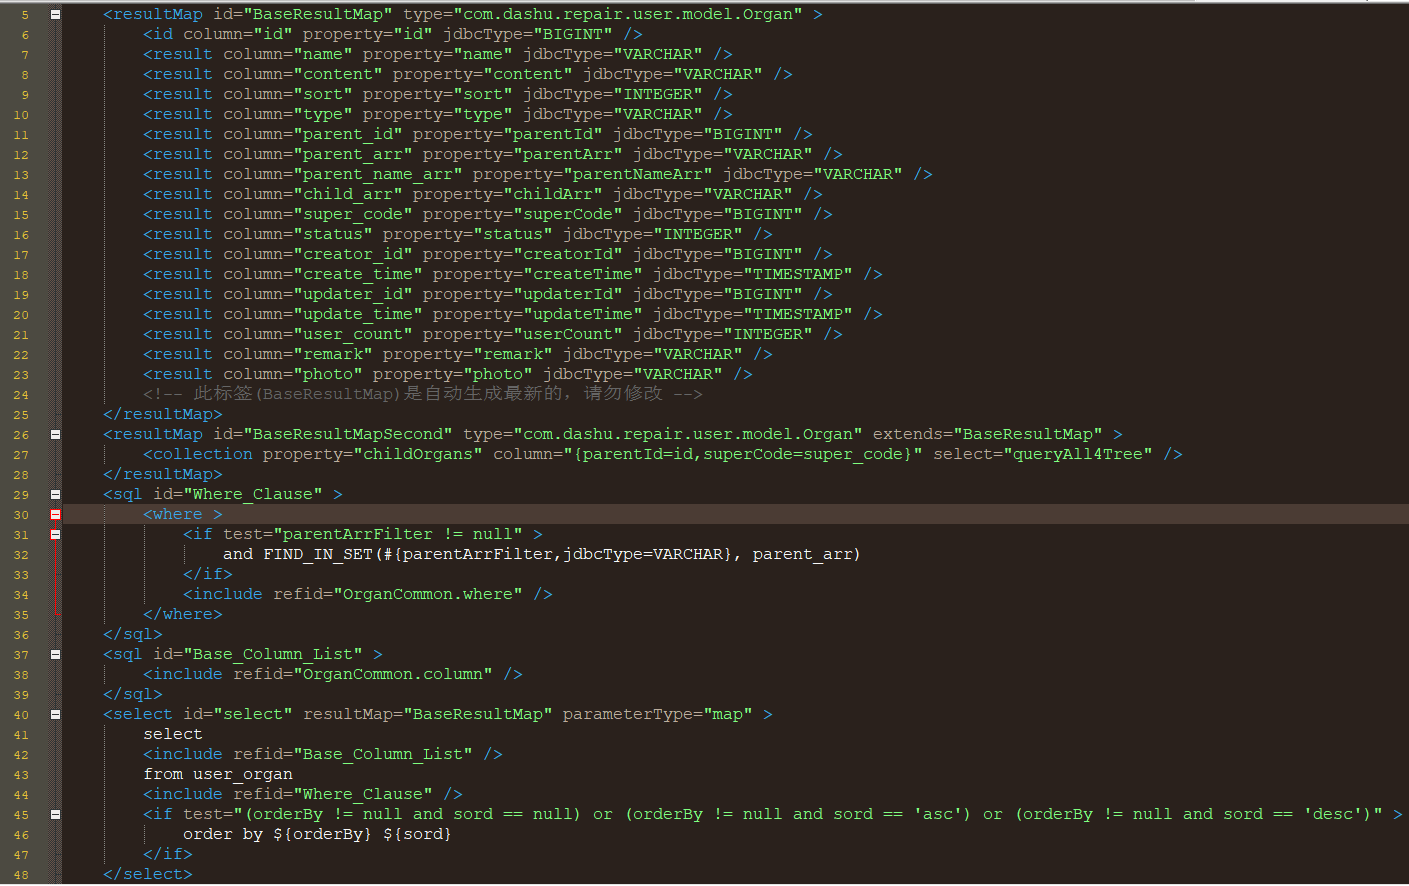 5 <resultMap id="BaseResultMap" type="com.dashu.repair.user.model.Organ" >
6 <id column="id" property="id" jdbcType="BIGINT" />
7 <result column="name" property="name" jdbcType="VARCHAR" />
8 <result column="content" property="content" jdbcType="VARCHAR" />
9 <result column="sort" property="sort" jdbcType="INTEGER" />
10 <result column="type" property="type" jdbcType="VARCHAR" />
11 <result column="parent_id" property="parentId" jdbcType="BIGINT" />
12 <result column="parent_arr" property="parentArr" jdbcType="VARCHAR" />
13 <result column="parent_name_arr" property="parentNameArr" jdbcType="VARCHAR" />
14 <result column="child_arr" property="childArr" jdbcType="VARCHAR" />
15 <result column="super_code" property="superCode" jdbcType="BIGINT" />
16 <result column="status" property="status" jdbcType="INTEGER" />
17 <result column="creator_id" property="creatorId" jdbcType="BIGINT" />
18 <result column="create_time" property="createTime" jdbcType="TIMESTAMP" />
19 <result column="updater_id" property="updaterId" jdbcType="BIGINT" />
20 <result column="update_time" property="updateTime" jdbcType="TIMESTAMP" />
21 <result column="user_count" property="userCount" jdbcType="INTEGER" />
22 <result column="remark" property="remark" jdbcType="VARCHAR" />
23 <result column="photo" property="photo" jdbcType="VARCHAR" />
24 <!-- 此标签(BaseResultMap)是自动生成最新的，请勿修改 -->
25 </resultMap>
26 <resultMap id="BaseResultMapSecond" type="com.dashu.repair.user.model.Organ" extends="BaseResultMap" >
27 <collection property="childOrgans" column="{parentId=id,superCode=super_code}" select="queryAll4Tree" />
28 </resultMap>
29 <sql id="Where_Clause" >
30 <where >
31 <if test="parentArrFilter != null" >
32 and FIND_IN_SET(#{parentArrFilter,jdbcType=VARCHAR}, parent_arr)
33 </if>
34 <include refid="OrganCommon.where" />
35 </where>
36 </sql>
37 <sql id="Base_Column_List" >
38 <include refid="OrganCommon.column" />
39 </sql>
40 <select id="select" resultMap="BaseResultMap" parameterType="map" >
41 select
42 <include refid="Base_Column_List" />
43 from user_organ
44 <include refid="Where_Clause" />
45 <if test="(orderBy != null and sord == null) or (orderBy != null and sord == 'asc') or (orderBy != null and sord == 'desc')" >
46 order by ${orderBy} ${sord}
47 </if>
48 </select>